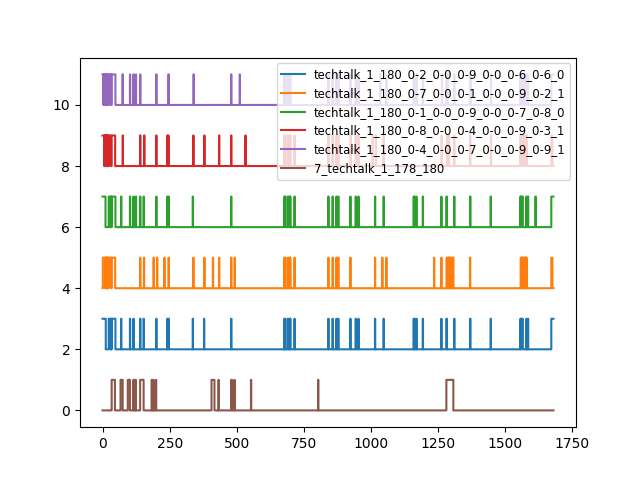 techtalk_1_180_0-2_0-0_0-9_0-0_0-6_0-6_0
techtalk_1_180_0-7_0-0_0-1_0-0_0-9_0-2_1
techtalk_1_180_0-1_0-0_0-9_0-0_0-7_0-8_0
techtalk_1_180_0-8_0-0_0-4_0-0_0-9_0-3_1
techtalk_1_180_0-4_0-0_0-7_0-0_0-9_0-9_1
7_techtalk_1_178_180
10
8
6
4
2
0
0 250 500 750 1000 1250 1500 1750